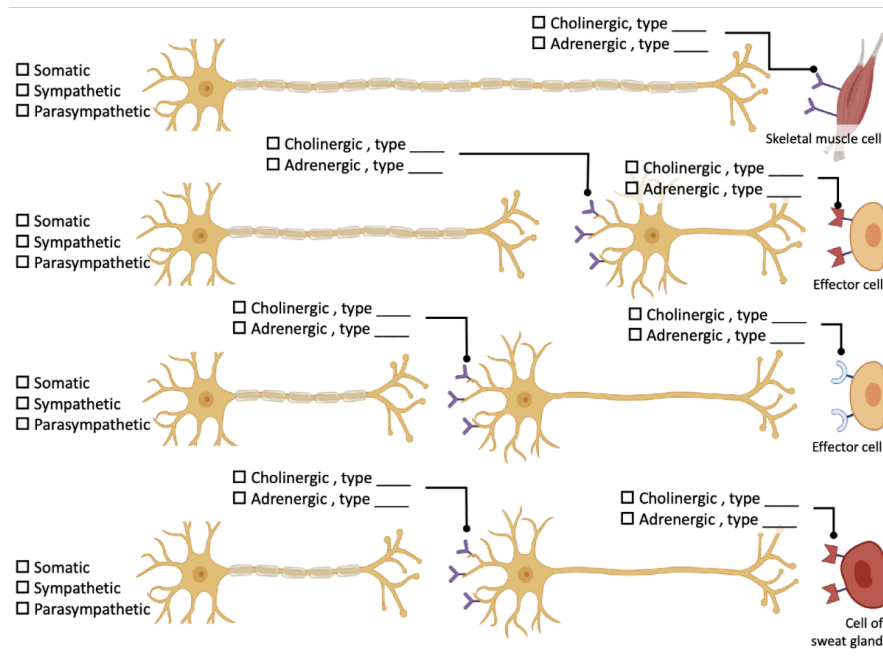 ☐ Cholinergic, type ____
☐ Adrenergic, type ____
☐ Somatic
☐ Sympathetic
☐ Parasympathetic
Skeletal muscle cell
☐ Cholinergic , type ____
☐ Adrenergic , type ____
☐ Cholinergic , type ____
☐ Adrenergic , type ____
☐ Somatic
☐ Sympathetic
☐ Parasympathetic
Effector cell
☐ Cholinergic , type ____
☐ Adrenergic , type ____
☐ Cholinergic , type ____
☐ Adrenergic , type ____
☐ Somatic
☐ Sympathetic
☐ Parasympathetic
Effector cell
☐ Cholinergic , type ____
☐ Adrenergic , type ____
☐ Cholinergic , type ____
☐ Adrenergic , type ____
☐ Somatic
☐ Sympathetic
☐ Parasympathetic
Cell of
sweat gland